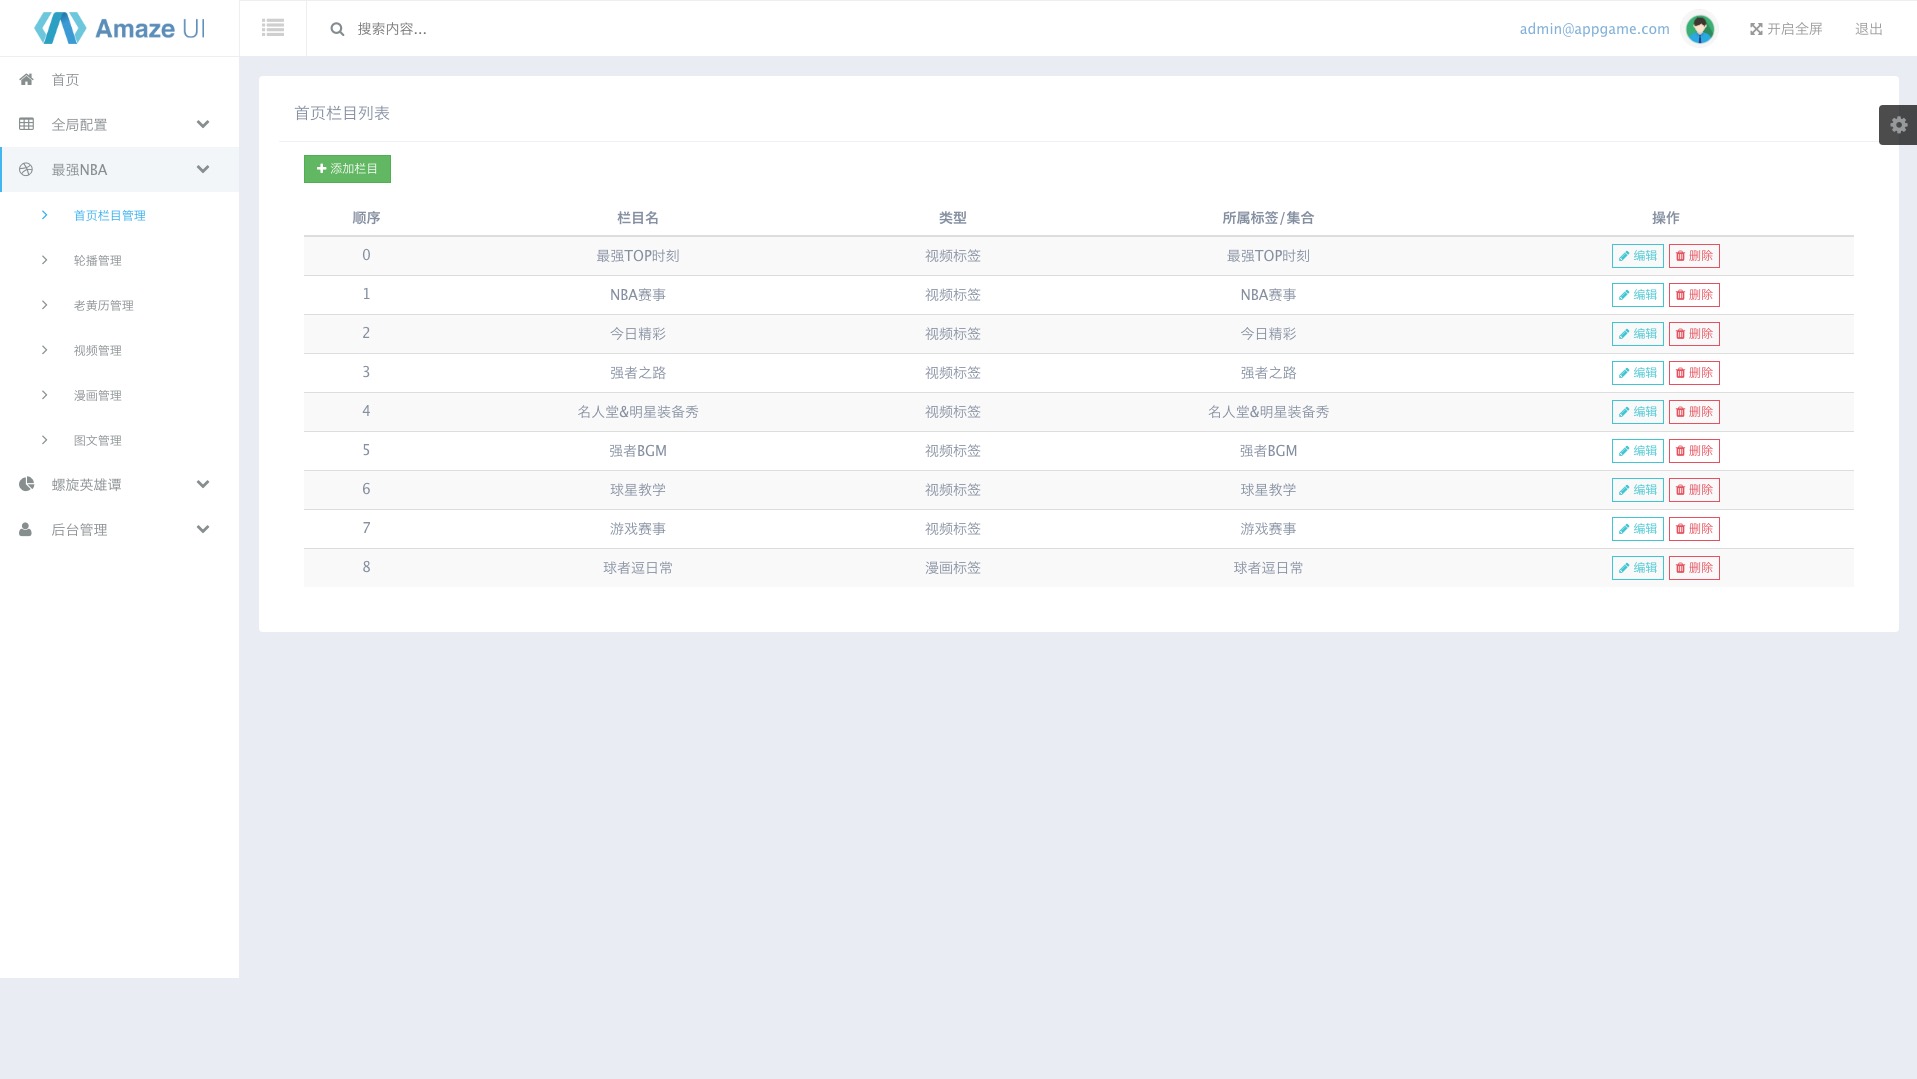 Amaze UI
搜索内容...
admin@appgame.com
开启全屏
退出
首页
全局配置
最强NBA
首页栏目管理
轮播管理
老黄历管理
视频管理
漫画管理
图文管理
螺旋英雄谭
后台管理
首页栏目列表
添加栏目
顺序 栏目名 类型 所属标签/集合 操作
0 最强TOP时刻 视频标签 最强TOP时刻 编辑 删除
1 NBA赛事 视频标签 NBA赛事 编辑 删除
2 今日精彩 视频标签 今日精彩 编辑 删除
3 强者之路 视频标签 强者之路 编辑 删除
4 名人堂&明星装备秀 视频标签 名人堂&明星装备秀 编辑 删除
5 强者BGM 视频标签 强者BGM 编辑 删除
6 球星教学 视频标签 球星教学 编辑 删除
7 游戏赛事 视频标签 游戏赛事 编辑 删除
8 球者逗日常 漫画标签 球者逗日常 编辑 删除